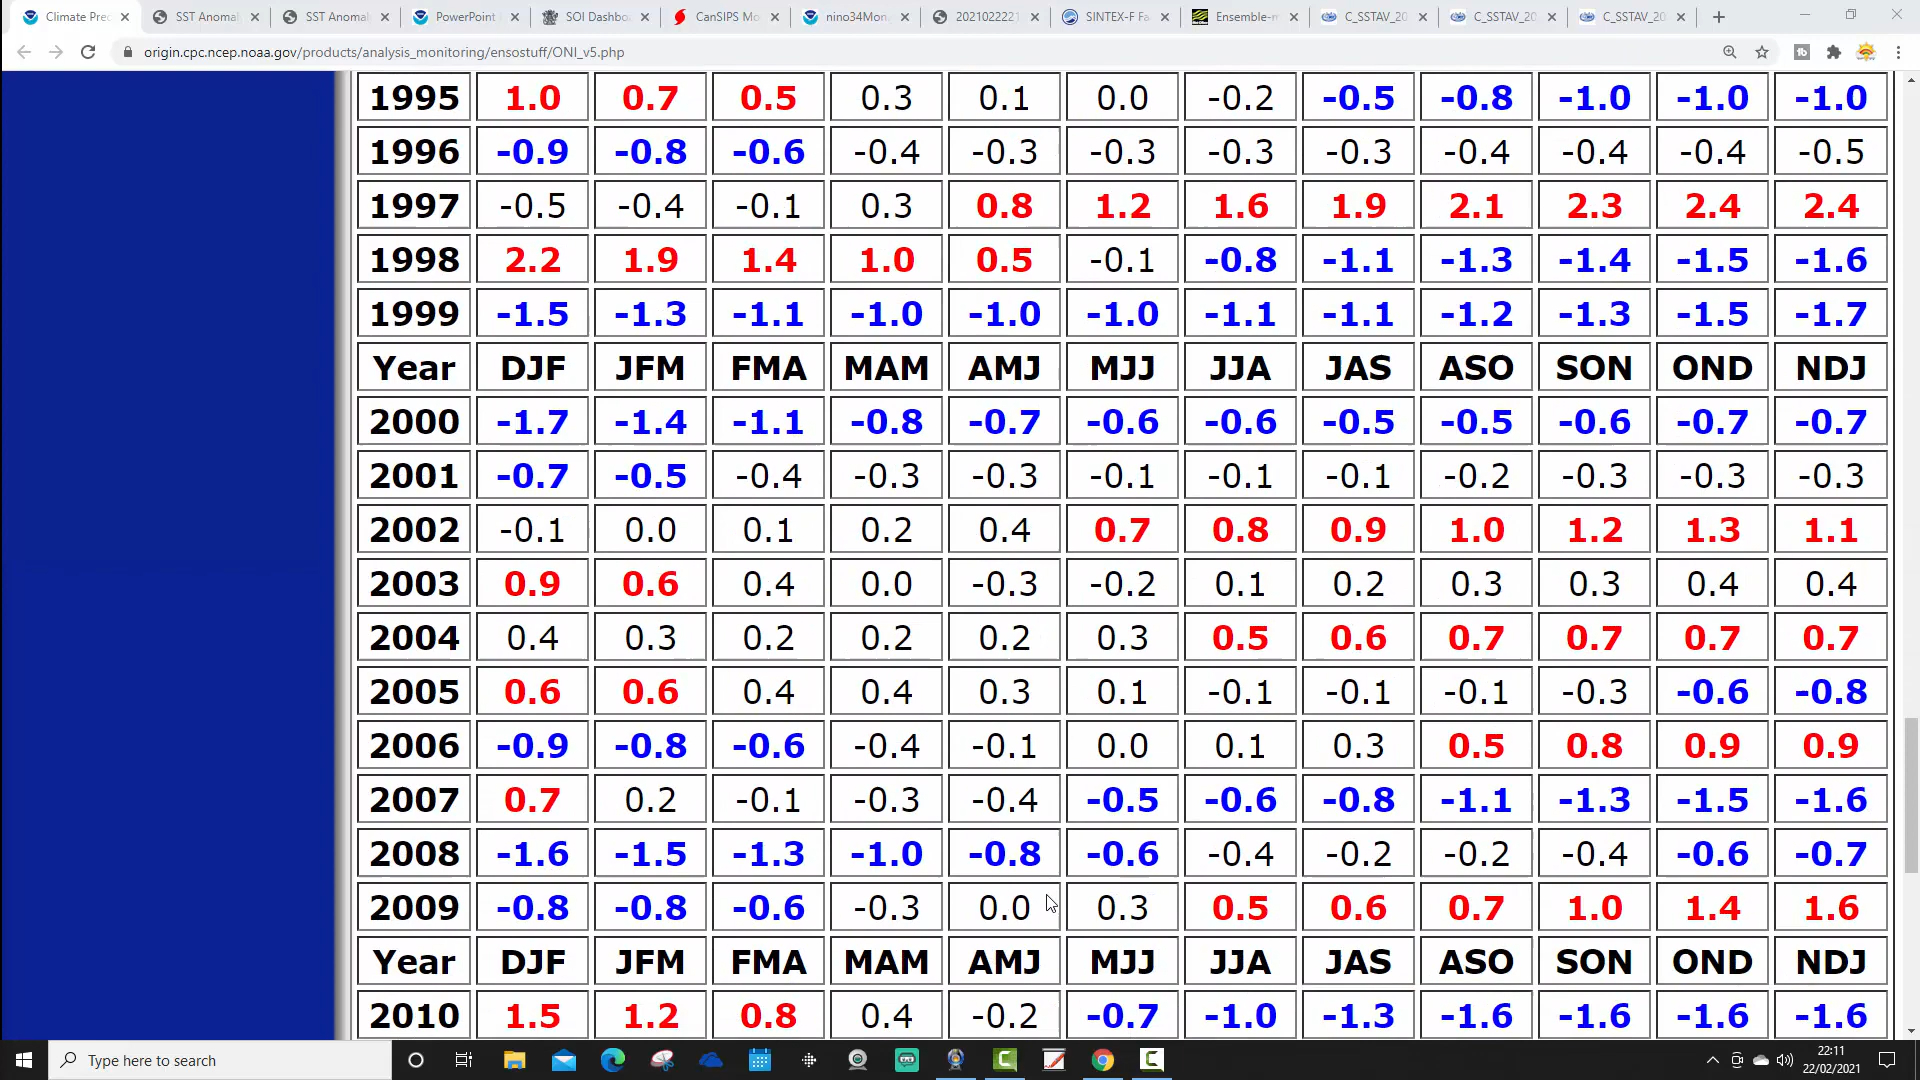 Climate Prec
SST Anomal
SST Anomal
PowerPoint
SOI Dashbo
CanSIPS Mo
nino34Mon
2021022221
SINTEX-F Fa
Ensemble-m
C_SSTAV_20
C_SSTAV_20
C_SSTAV_20
origin.cpc.ncep.noaa.gov/products/analysis_monitoring/ensostuff/ONI_v5.php
1995 1.0 0.7 0.5 0.3 0.1 0.0 -0.2 -0.5 -0.8 -1.0 -1.0 -1.0
1996 -0.9 -0.8 -0.6 -0.4 -0.3 -0.3 -0.3 -0.3 -0.4 -0.4 -0.4 -0.5
1997 -0.5 -0.4 -0.1 0.3 0.8 1.2 1.6 1.9 2.1 2.3 2.4 2.4
1998 2.2 1.9 1.4 1.0 0.5 -0.1 -0.8 -1.1 -1.3 -1.4 -1.5 -1.6
1999 -1.5 -1.3 -1.1 -1.0 -1.0 -1.0 -1.1 -1.1 -1.2 -1.3 -1.5 -1.7
Year DJF JFM FMA MAM AMJ MJJ JJA JAS ASO SON OND NDJ
2000 -1.7 -1.4 -1.1 -0.8 -0.7 -0.6 -0.6 -0.5 -0.5 -0.6 -0.7 -0.7
2001 -0.7 -0.5 -0.4 -0.3 -0.3 -0.1 -0.1 -0.1 -0.2 -0.3 -0.3 -0.3
2002 -0.1 0.0 0.1 0.2 0.4 0.7 0.8 0.9 1.0 1.2 1.3 1.1
2003 0.9 0.6 0.4 0.0 -0.3 -0.2 0.1 0.2 0.3 0.3 0.4 0.4
2004 0.4 0.3 0.2 0.2 0.2 0.3 0.5 0.6 0.7 0.7 0.7 0.7
2005 0.6 0.6 0.4 0.4 0.3 0.1 -0.1 -0.1 -0.1 -0.3 -0.6 -0.8
2006 -0.9 -0.8 -0.6 -0.4 -0.1 0.0 0.1 0.3 0.5 0.8 0.9 0.9
2007 0.7 0.2 -0.1 -0.3 -0.4 -0.5 -0.6 -0.8 -1.1 -1.3 -1.5 -1.6
2008 -1.6 -1.5 -1.3 -1.0 -0.8 -0.6 -0.4 -0.2 -0.2 -0.4 -0.6 -0.7
2009 -0.8 -0.8 -0.6 -0.3 0.0 0.3 0.5 0.6 0.7 1.0 1.4 1.6
Year DJF JFM FMA MAM AMJ MJJ JJA JAS ASO SON OND NDJ
2010 1.5 1.2 0.8 0.4 -0.2 -0.7 -1.0 -1.3 -1.6 -1.6 -1.6 -1.6
Type here to search
22:11
22/02/2021